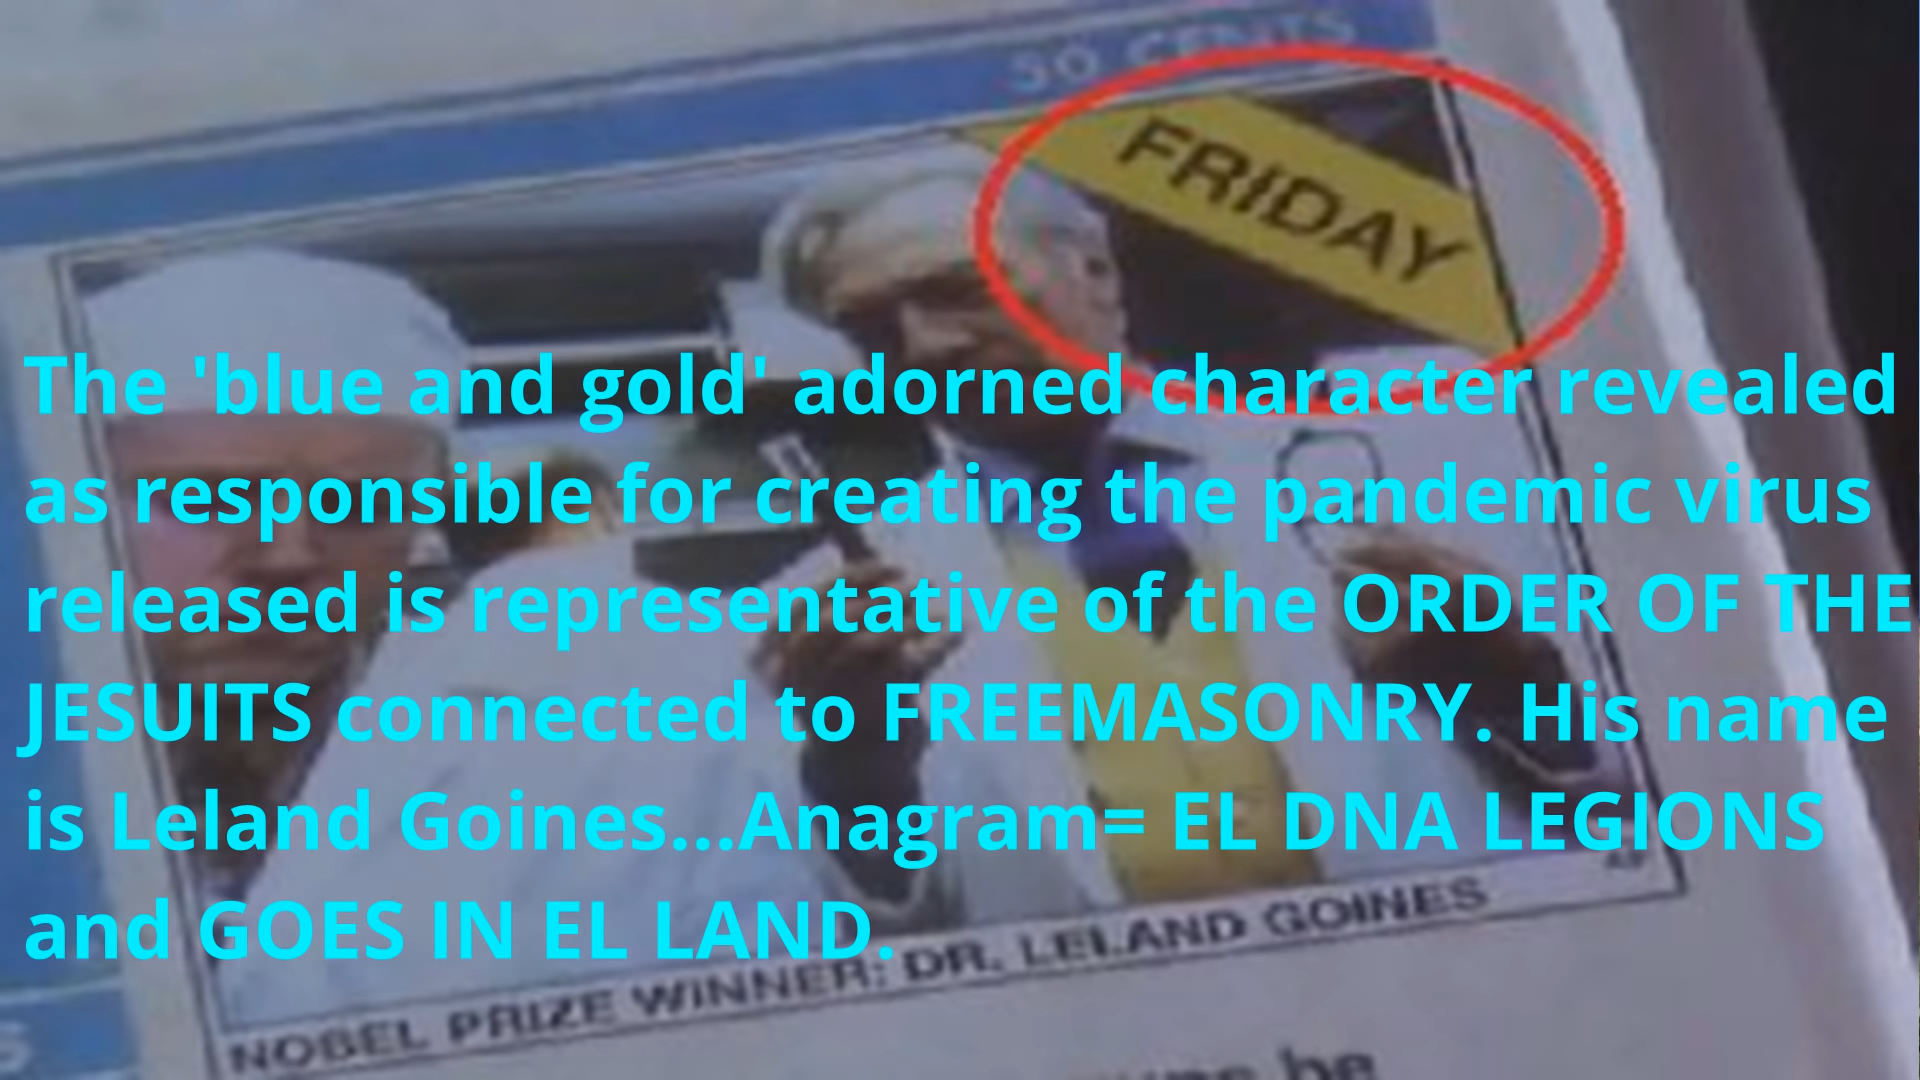 50 CENTS
FRIDAY
The 'blue and gold' adorned character revealed
as responsible for creating the pandemic virus
released is representative of the ORDER OF THE
JESUITS connected to FREEMASONRY. His name
is Leland Goines...Anagram= EL DNA LEGIONS
and GOES IN EL LAND.
NOBEL PRIZE WINNER: DR. LELAND GOINES
be